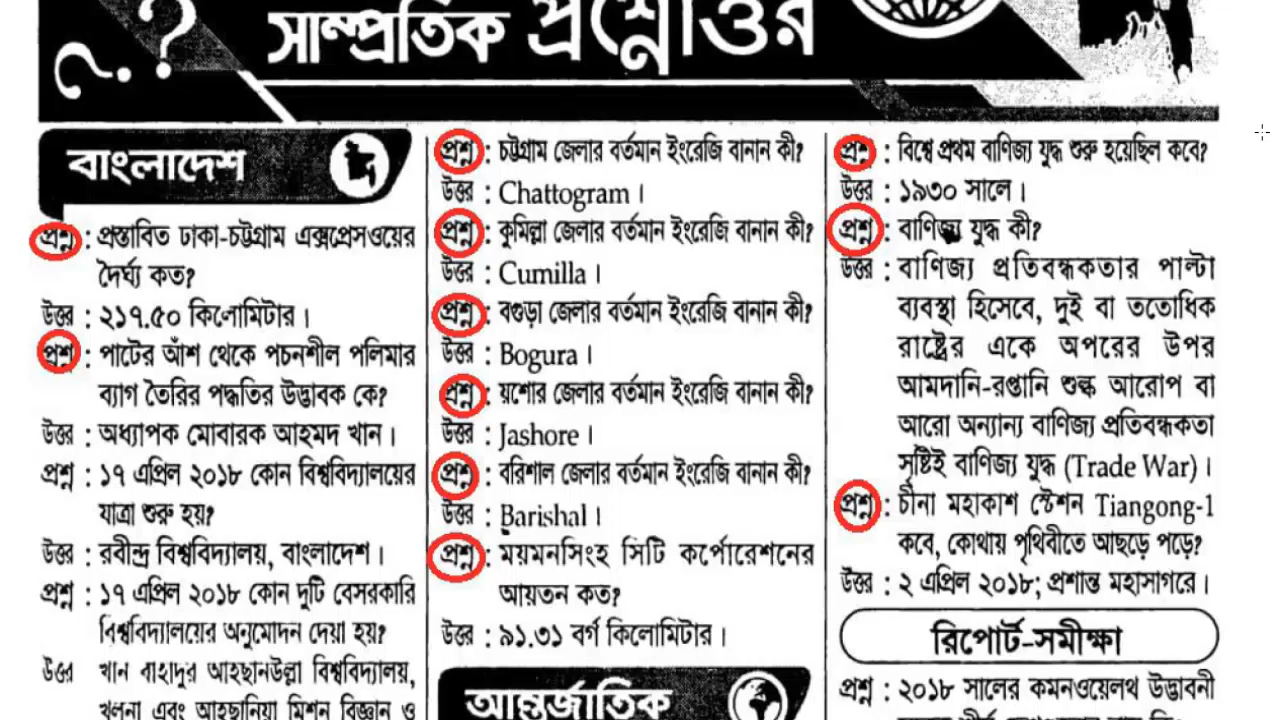 ??
সাম্প্রতিক প্রশ্নোত্তর
বাংলাদেশ
প্রশ্ন : প্রস্তাবিত ঢাকা-চট্টগ্রাম এক্সপ্রেসওয়ের
দৈর্ঘ্য কত?
উত্তর : ২১৭.৫০ কিলোমিটার।
প্রশ্ন : পাটের আঁশ থেকে পচনশীল পলিমার
ব্যাগ তৈরির পদ্ধতির উদ্ভাবক কে?
উত্তর : অধ্যাপক মোবারক আহমদ খান।
প্রশ্ন : ১৭ এপ্রিল ২০১৮ কোন বিশ্ববিদ্যালয়ের
যাত্রা শুরু হয়?
উত্তর : রবীন্দ্র বিশ্ববিদ্যালয়, বাংলাদেশ।
প্রশ্ন : ১৭ এপ্রিল ২০১৮ কোন দুটি বেসরকারি
বিশ্ববিদ্যালয়ের অনুমোদন দেয়া হয়?
উত্তর খান বাহাদুর আহছানউল্লা বিশ্ববিদ্যালয়,
খুলনা এবং আহছানিয়া মিশন বিজ্ঞান ও
প্রশ্ন : চট্টগ্রাম জেলার বর্তমান ইংরেজি বানান কী?
উত্তর : Chattogram।
প্রশ্ন : কুমিল্লা জেলার বর্তমান ইংরেজি বানান কী?
উত্তর : Cumilla।
প্রশ্ন : বগুড়া জেলার বর্তমান ইংরেজি বানান কী?
উত্তর : Bogura।
প্রশ্ন : যশোর জেলার বর্তমান ইংরেজি বানান কী?
উত্তর : Jashore।
প্রশ্ন : বরিশাল জেলার বর্তমান ইংরেজি বানান কী?
উত্তর : Barishal।
প্রশ্ন : ময়মনসিংহ সিটি কর্পোরেশনের
আয়তন কত?
উত্তর : ৯১.৩১ বর্গ কিলোমিটার।
আন্তর্জাতিক
প্রশ্ন : বিশ্বে প্রথম বাণিজ্য যুদ্ধ শুরু হয়েছিল কবে?
উত্তর : ১৯৩০ সালে।
প্রশ্ন : বাণিজ্য যুদ্ধ কী?
উত্তর : বাণিজ্য প্রতিবন্ধকতার পাল্টা
ব্যবস্থা হিসেবে, দুই বা ততোধিক
রাষ্ট্রের একে অপরের উপর
আমদানি-রপ্তানি শুল্ক আরোপ বা
আরো অন্যান্য বাণিজ্য প্রতিবন্ধকতা
সৃষ্টিই বাণিজ্য যুদ্ধ (Trade War)।
প্রশ্ন : চীনা মহাকাশ স্টেশন Tiangong-1
কবে, কোথায় পৃথিবীতে আছড়ে পড়ে?
উত্তর : ২ এপ্রিল ২০১৮; প্রশান্ত মহাসাগরে।
রিপোর্ট-সমীক্ষা
প্রশ্ন : ২০১৮ সালের কমনওয়েলথ উদ্ভাবনী